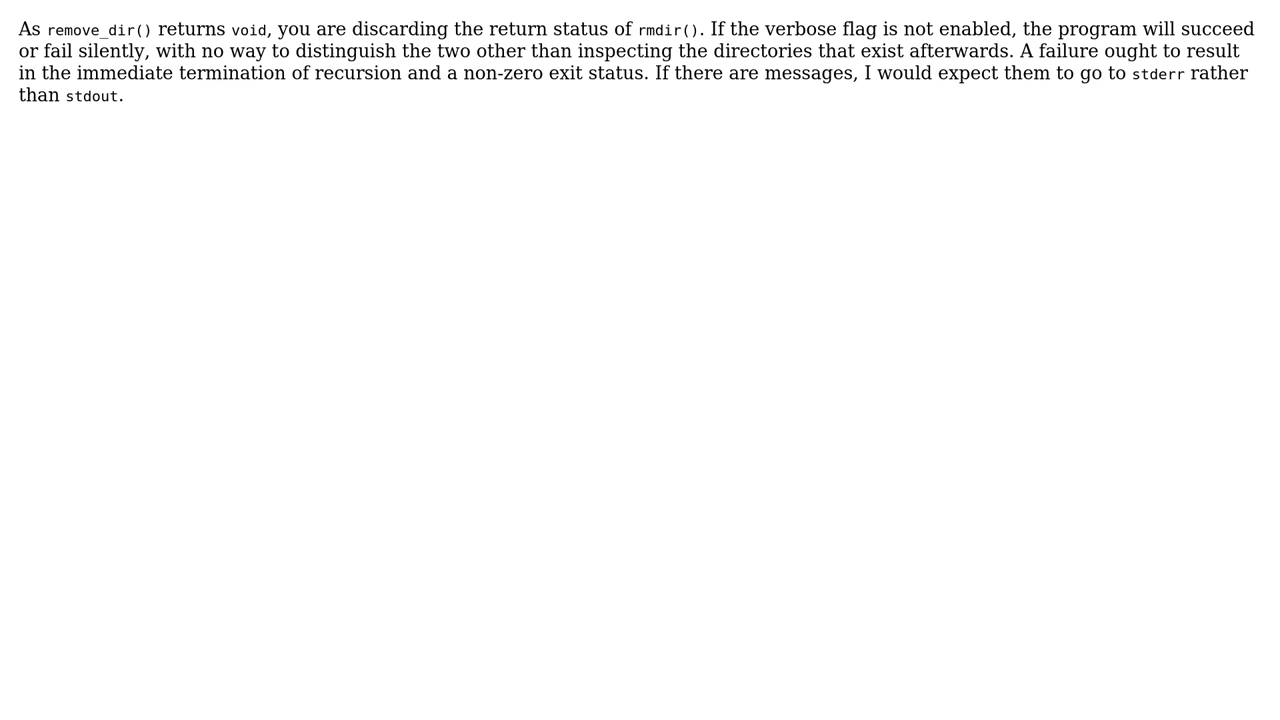 As remove_dir() returns void, you are discarding the return status of rmdir(). If the verbose flag is not enabled, the program will succeed
or fail silently, with no way to distinguish the two other than inspecting the directories that exist afterwards. A failure ought to result
in the immediate termination of recursion and a non-zero exit status. If there are messages, I would expect them to go to stderr rather
than stdout.